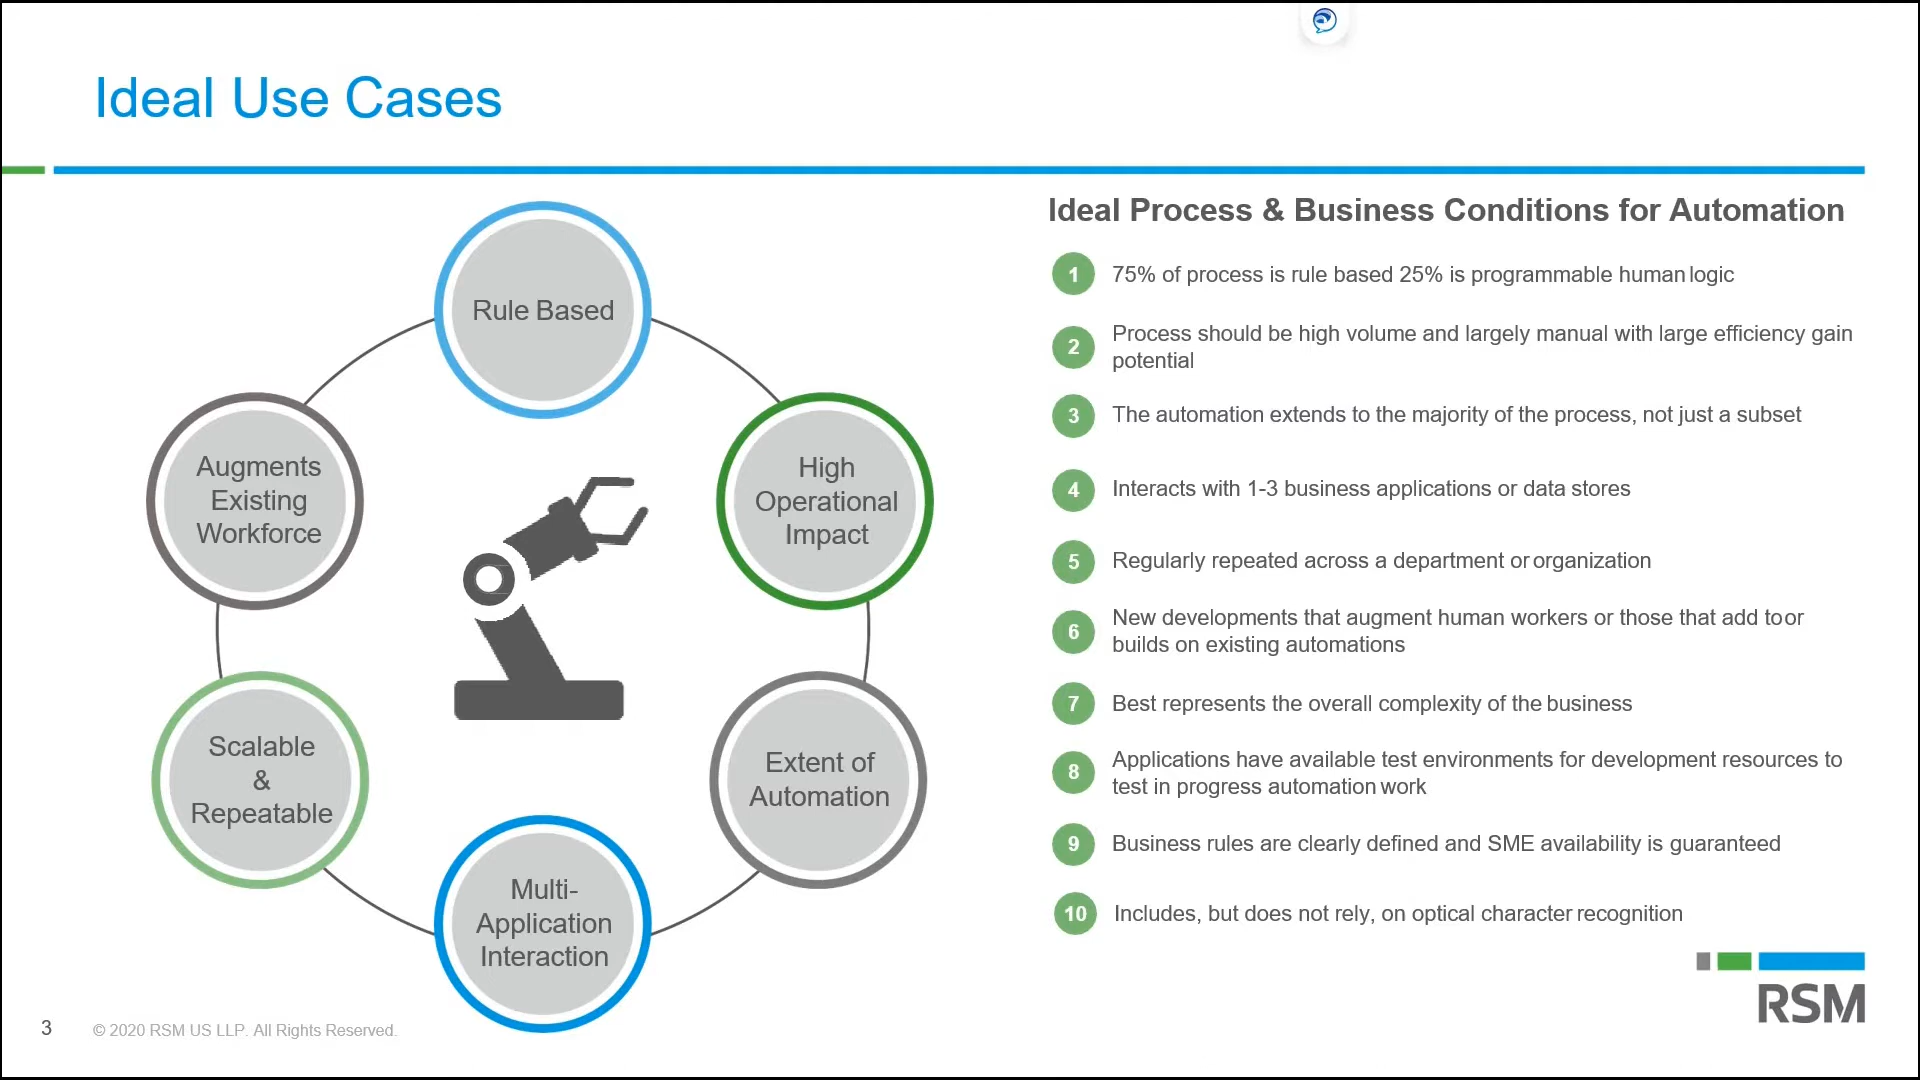 Ideal Use Cases
Rule Based
High
Operational
Impact
Extent of
Automation
Multi-
Application
Interaction
Scalable
&
Repeatable
Augments
Existing
Workforce
Ideal Process & Business Conditions for Automation
1 75% of process is rule based 25% is programmable human logic
2 Process should be high volume and largely manual with large efficiency gain
potential
3 The automation extends to the majority of the process, not just a subset
4 Interacts with 1-3 business applications or data stores
5 Regularly repeated across a department or organization
6 New developments that augment human workers or those that add to or
builds on existing automations
7 Best represents the overall complexity of the business
8 Applications have available test environments for development resources to
test in progress automation work
9 Business rules are clearly defined and SME availability is guaranteed
10 Includes, but does not rely, on optical character recognition
RSM
3 © 2020 RSM US LLP. All Rights Reserved.